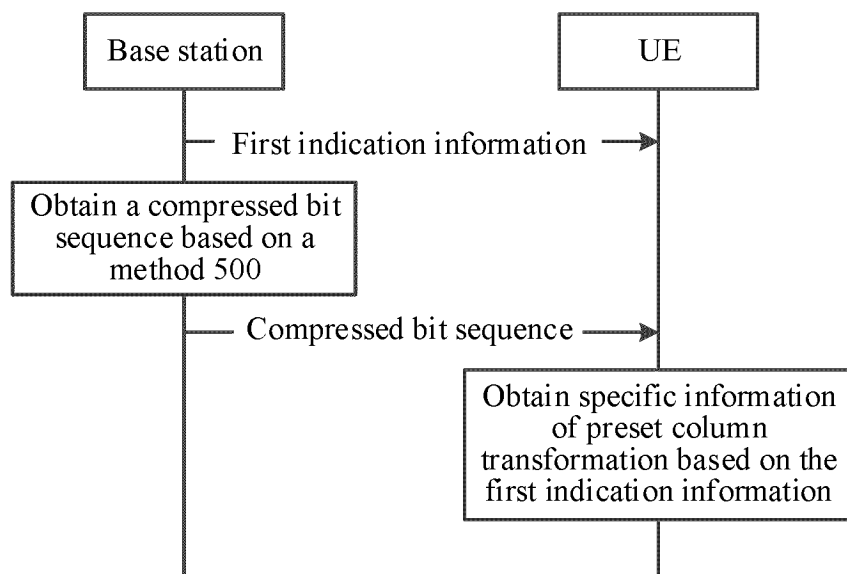 Base station
UE
First indication information
Obtain a compressed bit
sequence based on a
method 500
Compressed bit sequence
Obtain specific information
of preset column
transformation based on the
first indication information